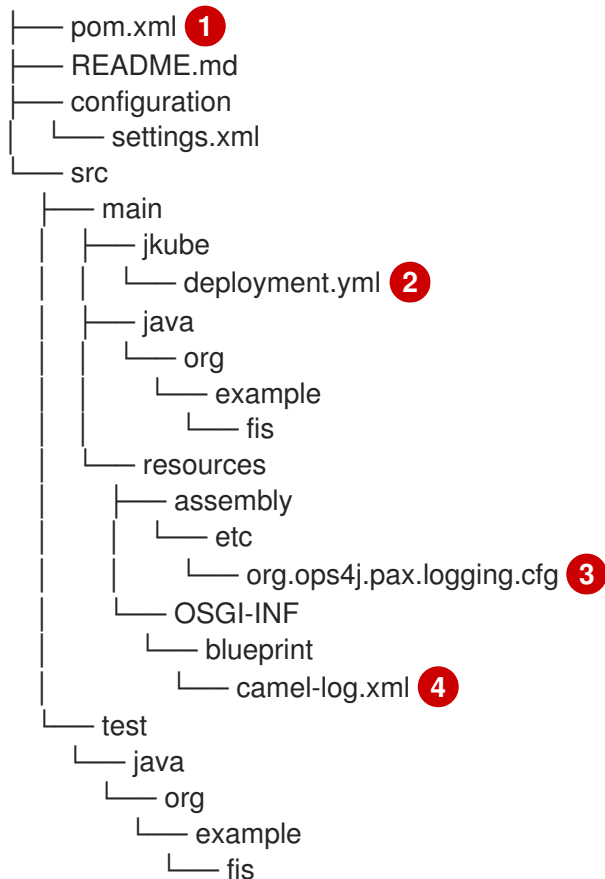 ├── pom.xml 1
├── README.md
├── configuration
│   └── settings.xml
└── src
    ├── main
    │   ├── jkube
    │   │   └── deployment.yml 2
    │   ├── java
    │   │   └── org
    │   │       └── example
    │   │           └── fis
    │   └── resources
    │       ├── assembly
    │       │   └── etc
    │       │       └── org.ops4j.pax.logging.cfg 3
    │       └── OSGI-INF
    │           └── blueprint
    │               └── camel-log.xml 4
    └── test
        └── java
            └── org
                └── example
                    └── fis